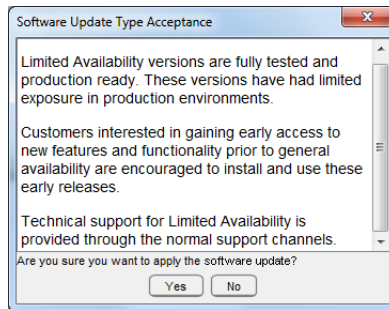 Software Update Type Acceptance
Limited Availability versions are fully tested and
production ready. These versions have had limited
exposure in production environments.
Customers interested in gaining early access to
new features and functionality prior to general
availability are encouraged to install and use these
early releases.
Technical support for Limited Availability is
provided through the normal support channels.
Are you sure you want to apply the software update?
Yes No